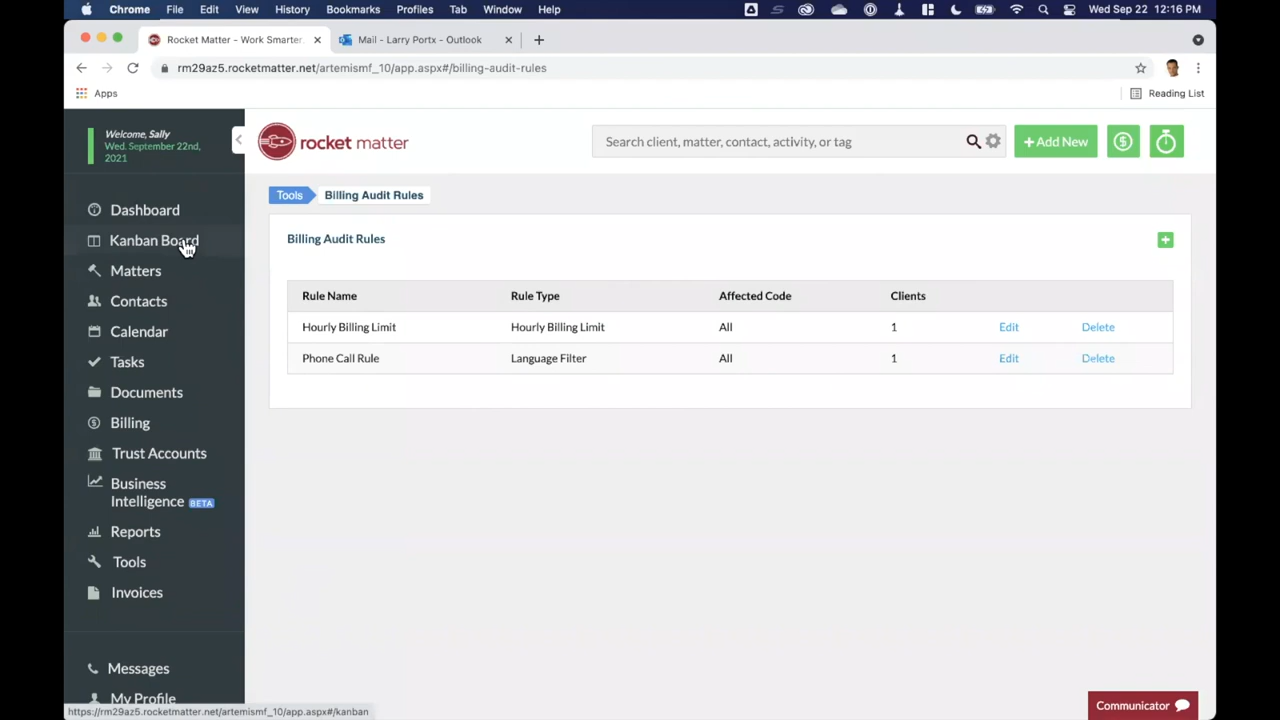 Chrome File Edit View History Bookmarks Profiles Tab Window Help Wed Sep 22 12:16 PM
Rocket Matter - Work Smarter Mail - Larry Portx - Outlook
rm29az5.rocketmatter.net/artemismf_10/app.aspx#/billing-audit-rules
Apps Reading List
Welcome, Sally
Wed. September 22nd,
2021
rocket matter
Search client, matter, contact, activity, or tag
+ Add New
Tools Billing Audit Rules
Dashboard
Kanban Board
Matters
Contacts
Calendar
Tasks
Documents
Billing
Trust Accounts
Business
Intelligence BETA
Reports
Tools
Invoices
Messages
My Profile
Billing Audit Rules
Rule Name Rule Type Affected Code Clients
Hourly Billing Limit Hourly Billing Limit All 1 Edit Delete
Phone Call Rule Language Filter All 1 Edit Delete
https://rm29az5.rocketmatter.net/artemismf_10/app.aspx#/kanban
Communicator